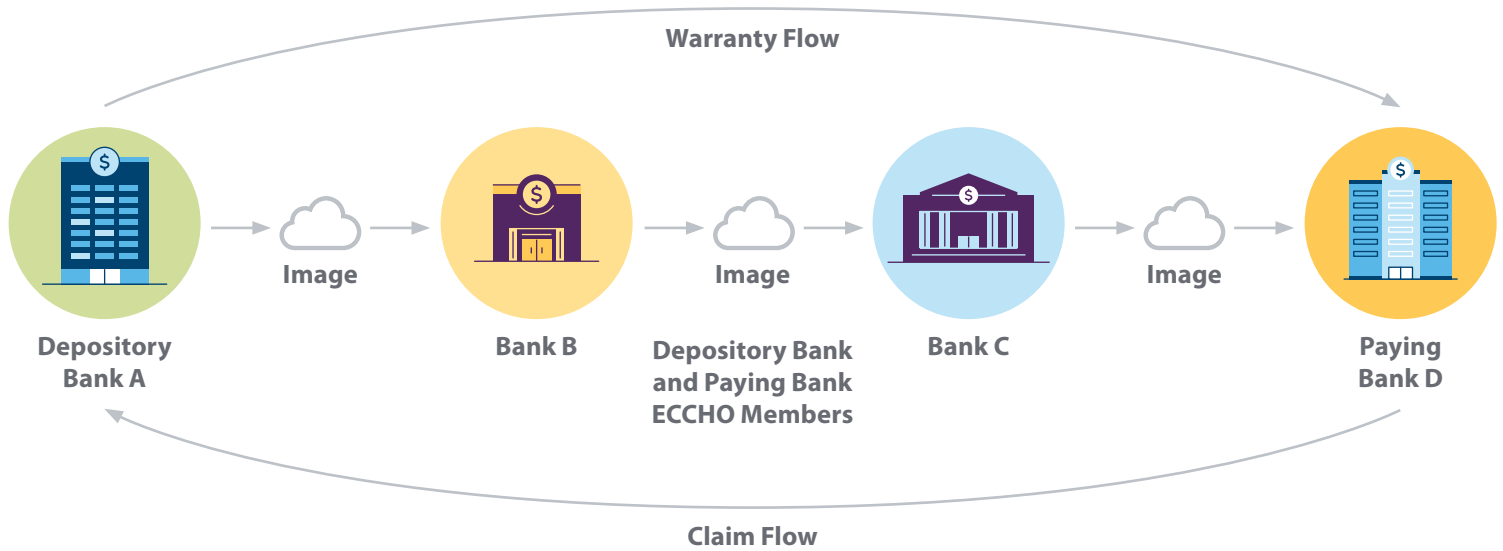 Warranty Flow
$
$
$
$
Image
Image
Image
Depository
Bank A
Bank B
Depository Bank
and Paying Bank
ECCHO Members
Bank C
Paying
Bank D
Claim Flow